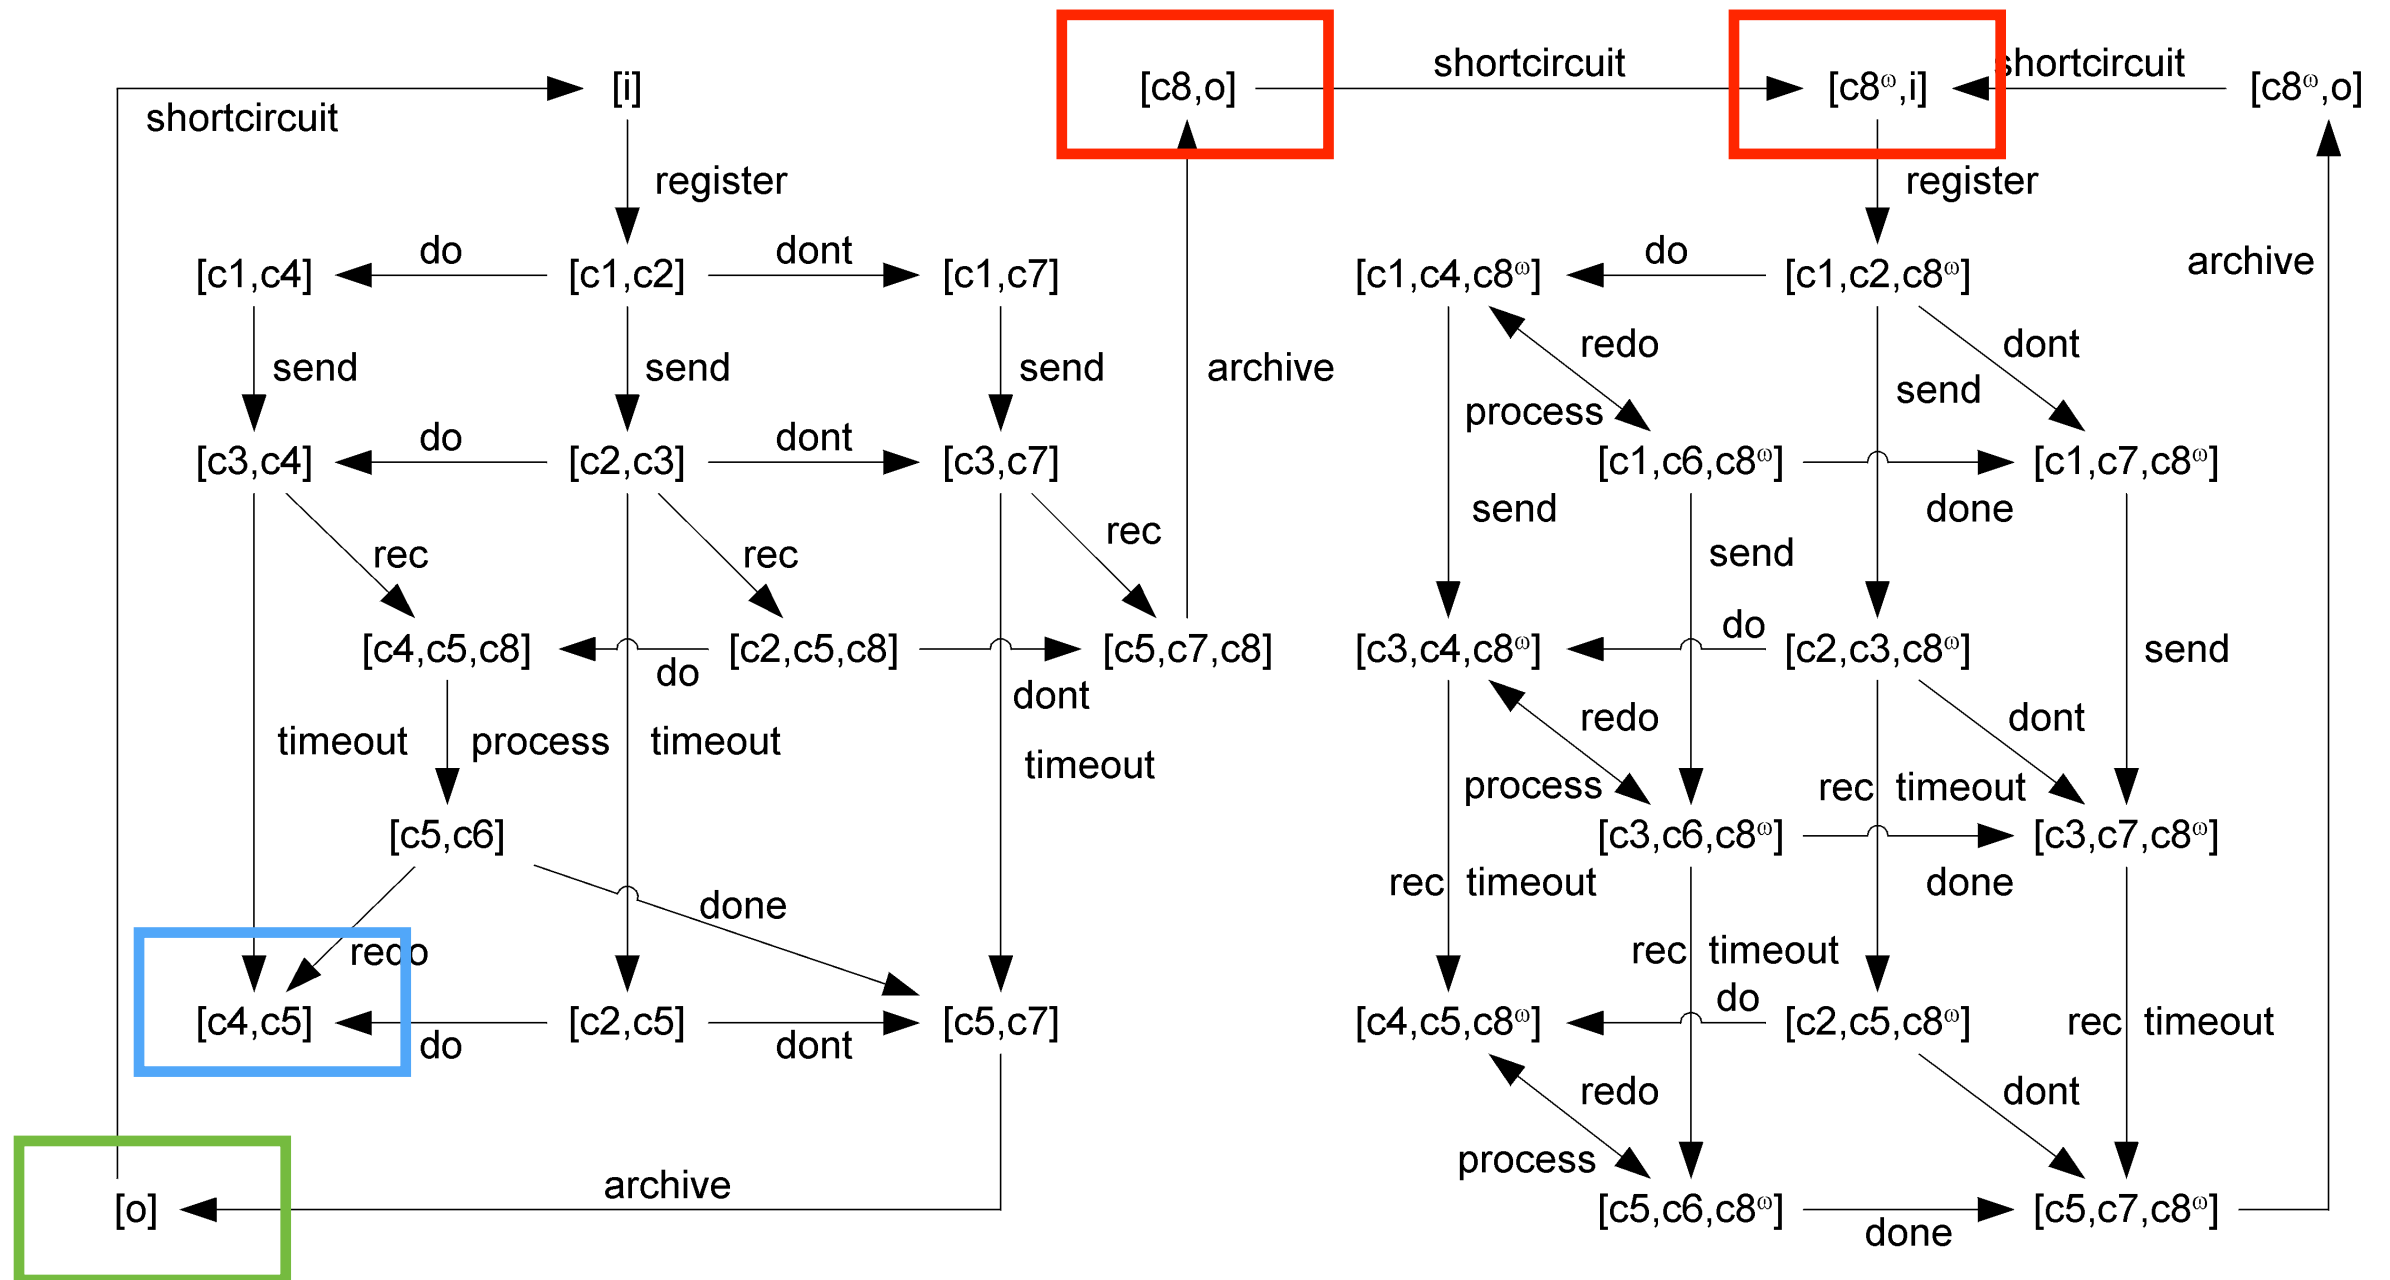 [c8,o] shortcircuit [c8ω,i] shortcircuit [c8ω,o]
[i]
shortcircuit
register register
archive
do dont do
[c1,c4] [c1,c2] [c1,c7] [c1,c4,c8ω] [c1,c2,c8ω]
redo dont
send send send archive send
process
do dont
[c3,c4] [c2,c3] [c3,c7] [c1,c6,c8ω] [c1,c7,c8ω]
send done
rec rec rec send
do
[c4,c5,c8] do [c2,c5,c8] [c5,c7,c8] [c3,c4,c8ω] [c2,c3,c8ω] send
dont redo dont
timeout process timeout timeout process rec timeout
[c5,c6] [c3,c6,c8ω] [c3,c7,c8ω]
rec timeout done
done
redo rec timeout
do
[c4,c5] [c2,c5] [c5,c7] [c4,c5,c8ω] [c2,c5,c8ω] rec timeout
do dont
redo dont
process
archive
[o] [c5,c6,c8ω] [c5,c7,c8ω]
done